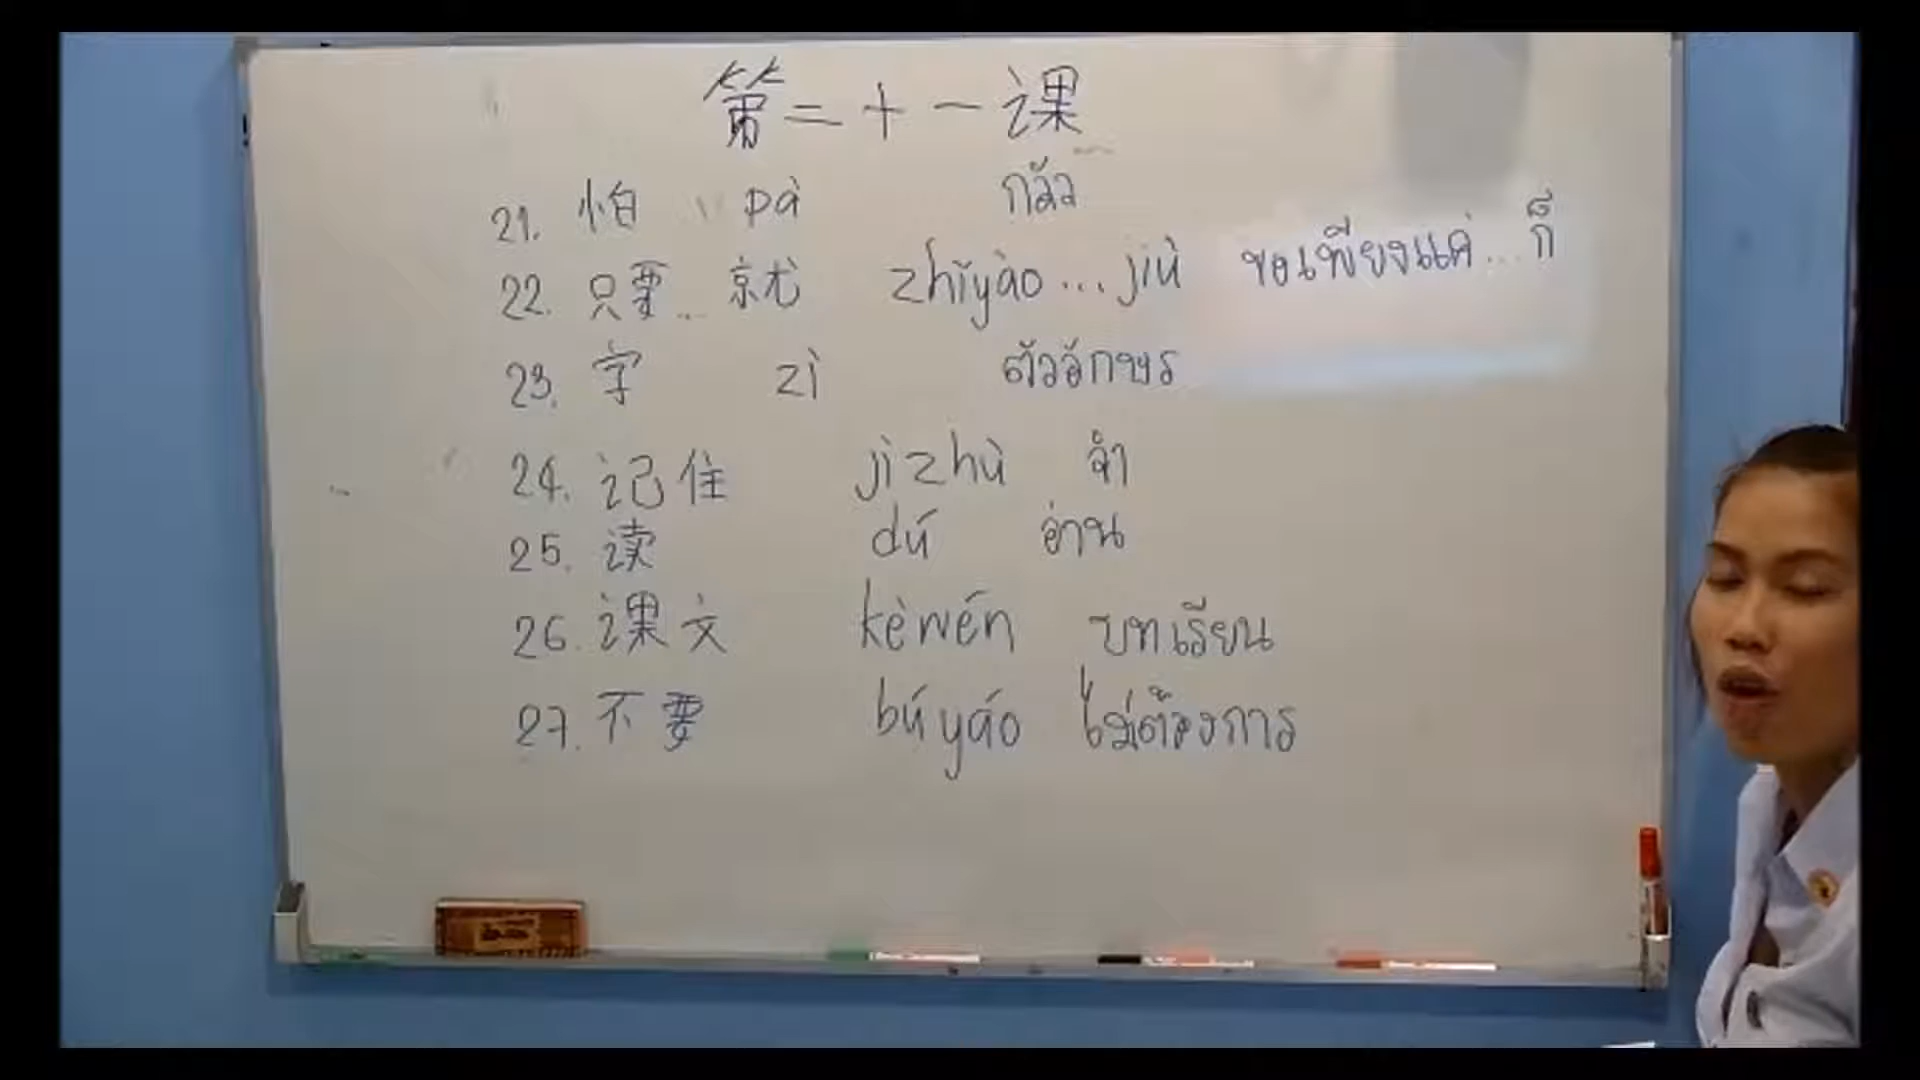 第二十一课
21. 怕 pà กลัว
22. 只要... 就 zhǐyào...jiù ขอเพียงแค่...ก็
23. 字 zì ตัวอักษร
24. 记住 jìzhù จำ
25. 读 dú อ่าน
26. 课文 kèwén บทเรียน
27. 不要 búyáo ไม่ต้องการ